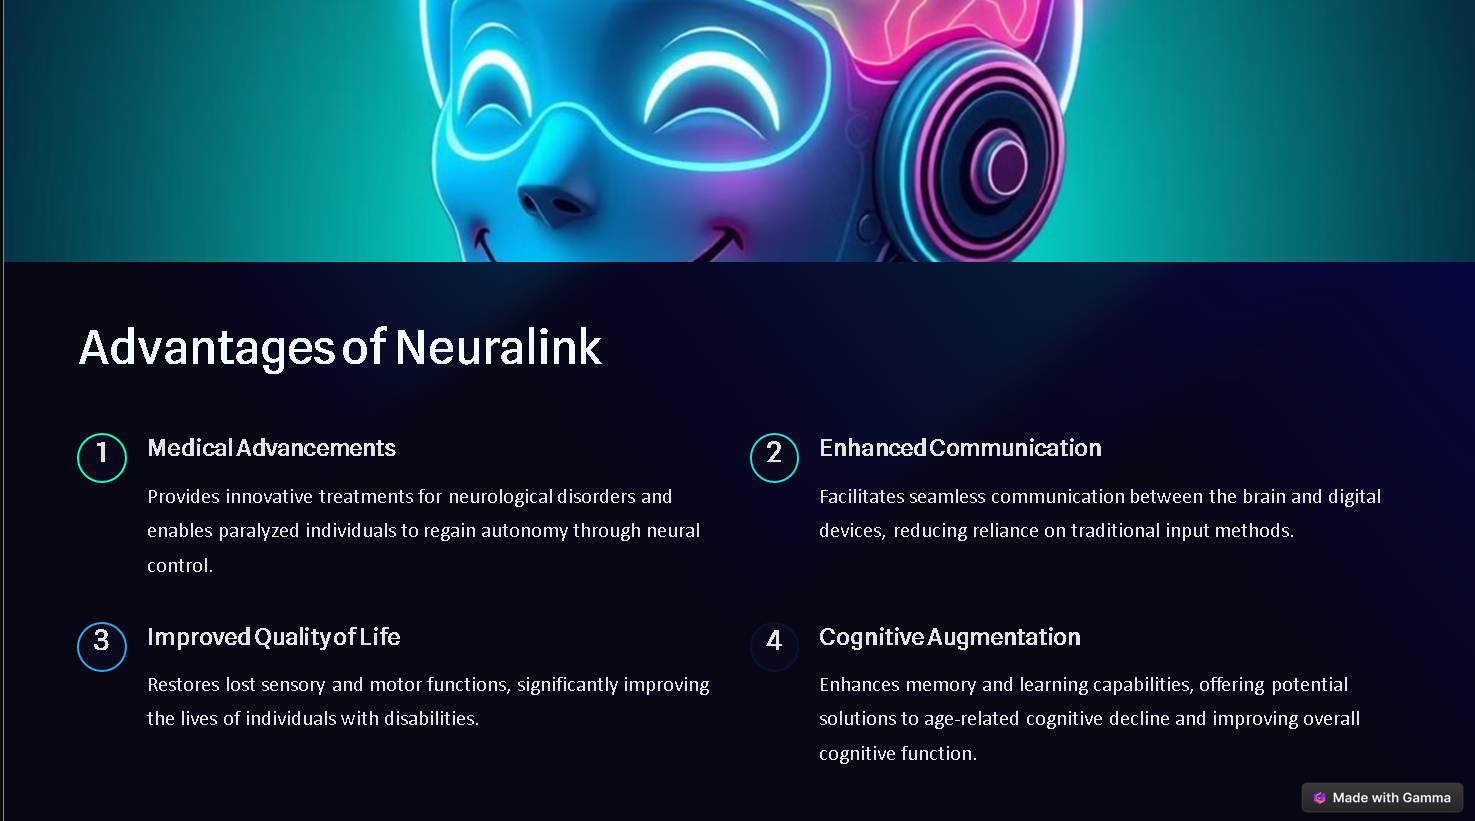 Advantages of Neuralink
1
Medical Advancements
Provides innovative treatments for neurological disorders and
enables paralyzed individuals to regain autonomy through neural
control.
2
Enhanced Communication
Facilitates seamless communication between the brain and digital
devices, reducing reliance on traditional input methods.
3
Improved Quality of Life
Restores lost sensory and motor functions, significantly improving
the lives of individuals with disabilities.
4
Cognitive Augmentation
Enhances memory and learning capabilities, offering potential
solutions to age-related cognitive decline and improving overall
cognitive function.
Made with Gamma